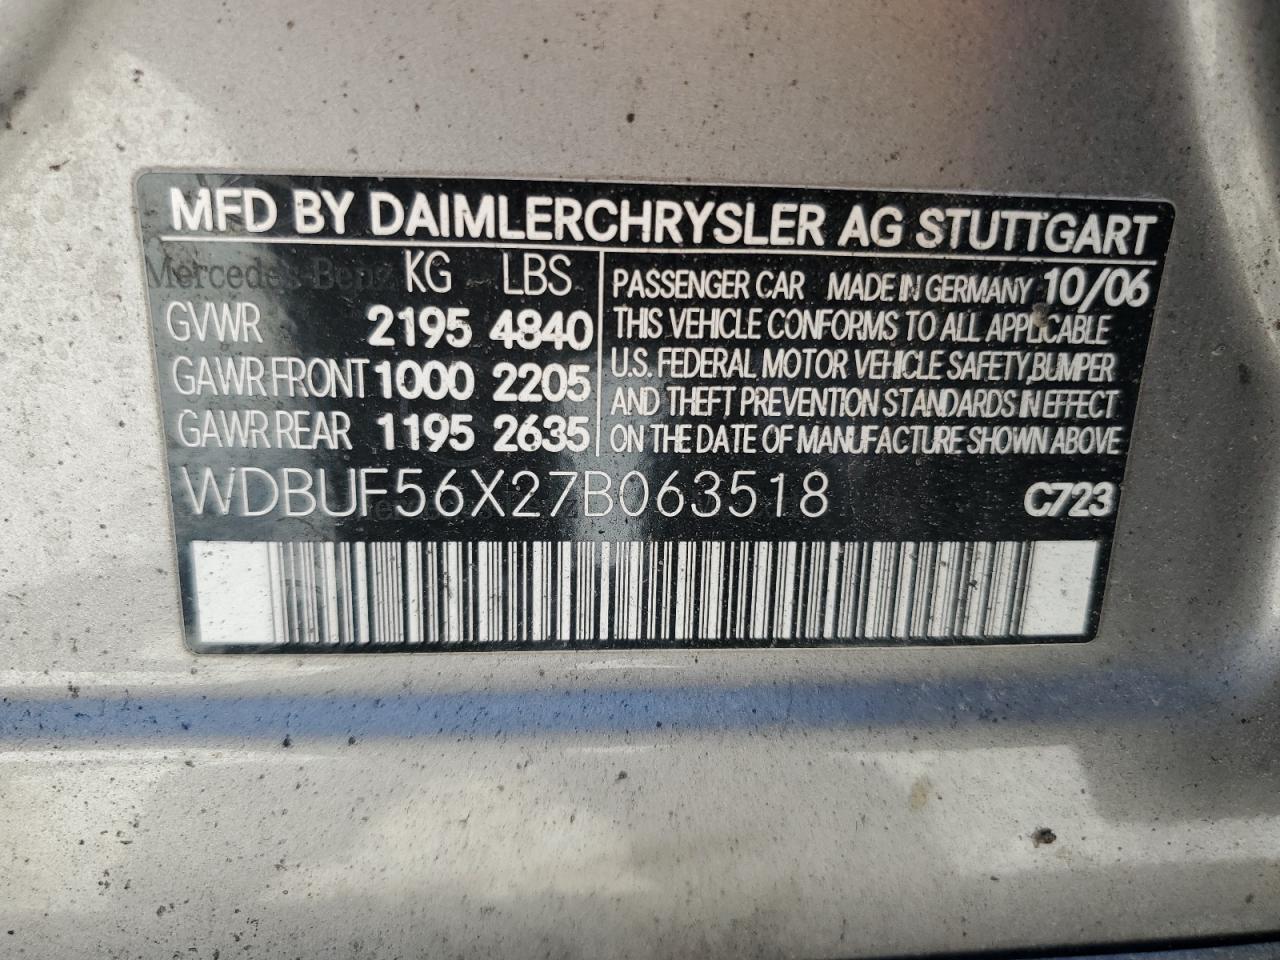 MFD BY DAIMLERCHRYSLER AG STUTTGART
Mercedes-Benz KG LBS
GVWR 2195 4840
GAWR FRONT 1000 2205
GAWR REAR 1195 2635
PASSENGER CAR MADE IN GERMANY 10/06
THIS VEHICLE CONFORMS TO ALL APPLICABLE
U.S. FEDERAL MOTOR VEHICLE SAFETY, BUMPER
AND THEFT PREVENTION STANDARDS IN EFFECT
ON THE DATE OF MANUFACTURE SHOWN ABOVE
WDBUF56X27B063518 C723